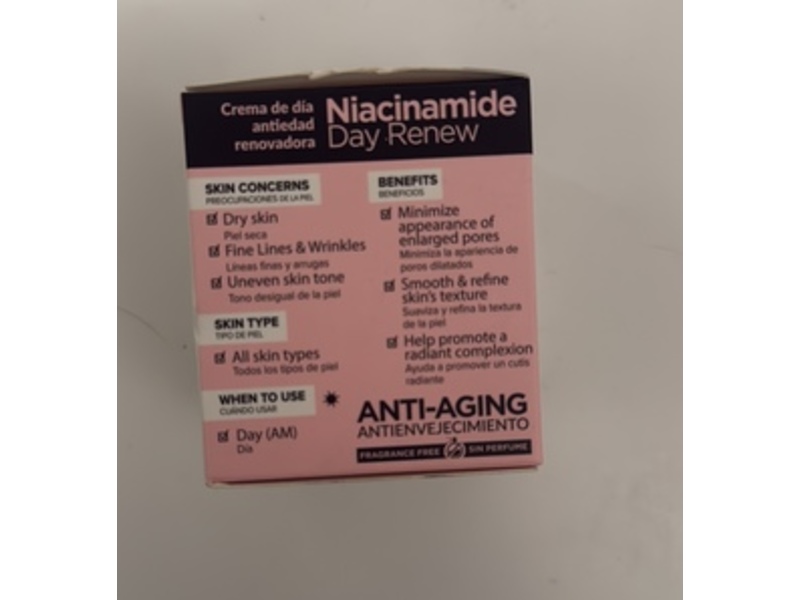 Crema de día
antiedad
renovadora
Niacinamide
Day Renew
SKIN CONCERNS
PREOCUPACIONES DE LA PIEL
Dry skin
Piel seca
Fine Lines & Wrinkles
Líneas finas y arrugas
Uneven skin tone
Tono desigual de la piel
SKIN TYPE
TIPO DE PIEL
All skin types
Todos los tipos de piel
WHEN TO USE
CUÁNDO USAR
Day (AM)
Día
BENEFITS
BENEFICIOS
Minimize
appearance of
enlarged pores
Minimiza la apariencia de
poros dilatados
Smooth & refine
skin's texture
Suaviza y refina la textura
de la piel
Help promote a
radiant complexion
Ayuda a promover un cutis
radiante
ANTI-AGING
ANTIENVEJECIMIENTO
FRAGRANCE FREE SIN PERFUME